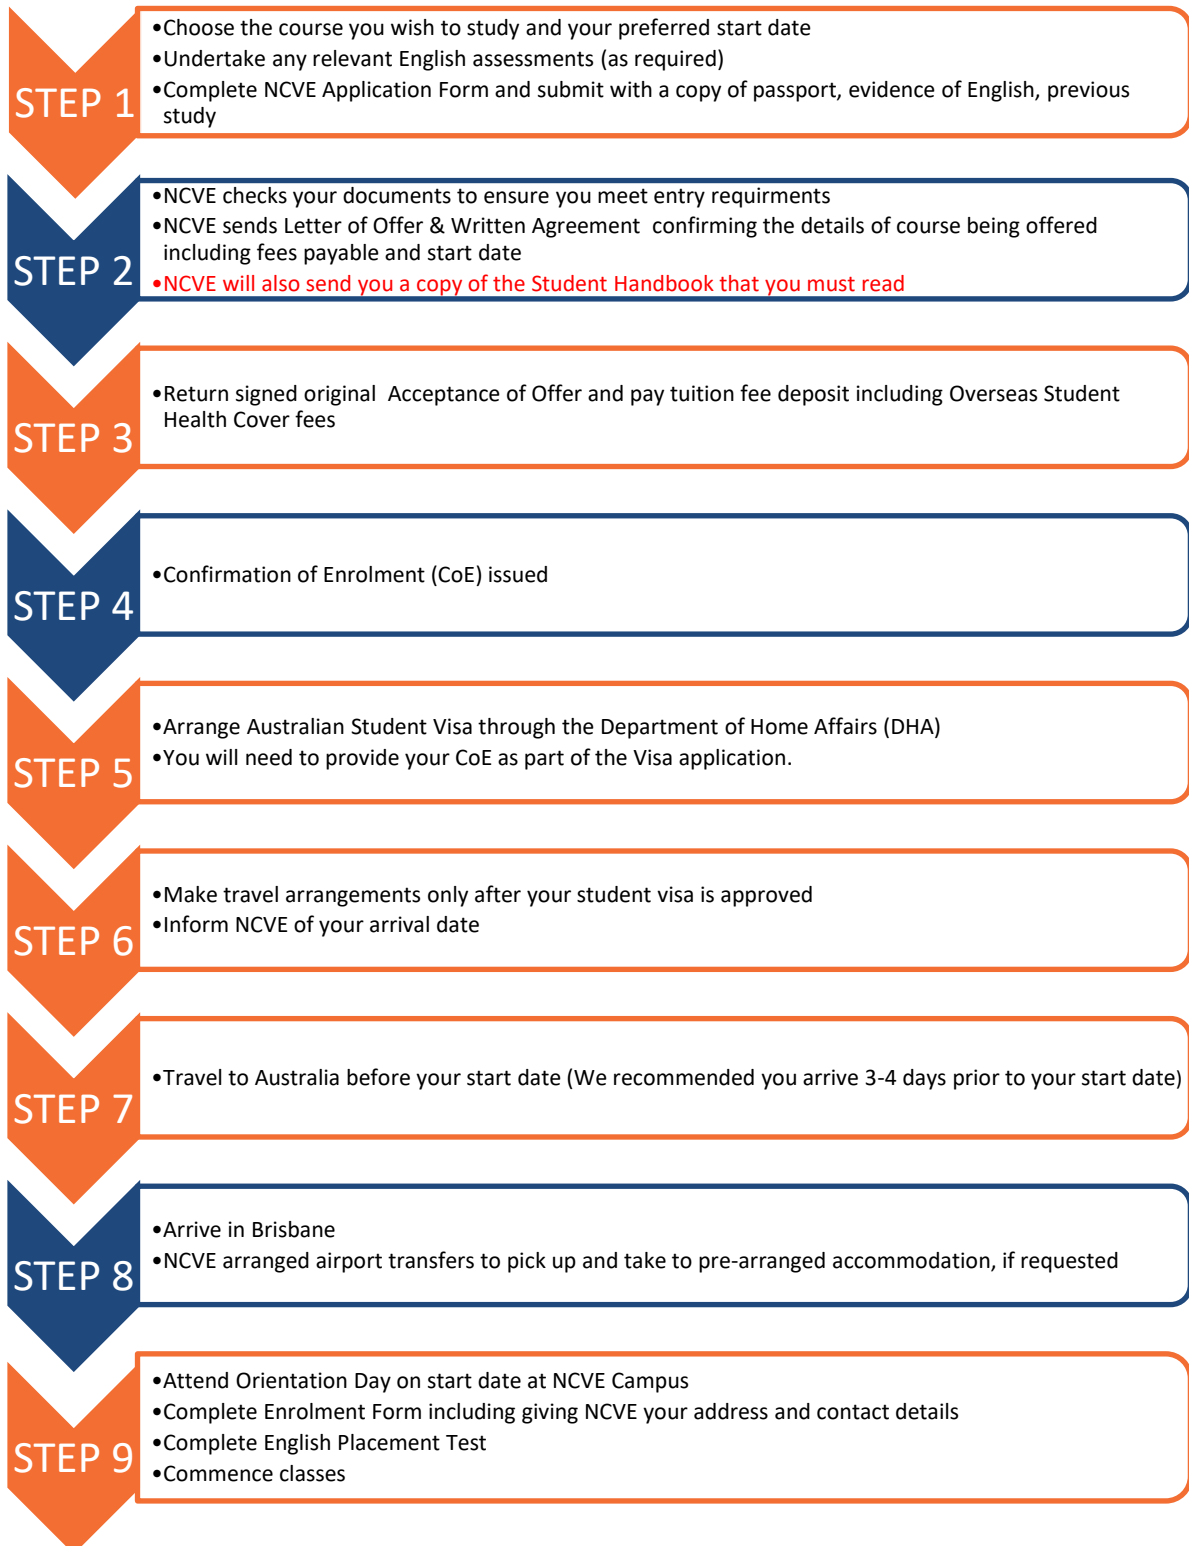 STEP 1
•Choose the course you wish to study and your preferred start date
•Undertake any relevant English assessments (as required)
•Complete NCVE Application Form and submit with a copy of passport, evidence of English, previous
study
STEP 2
•NCVE checks your documents to ensure you meet entry requirments
•NCVE sends Letter of Offer & Written Agreement confirming the details of course being offered
including fees payable and start date
•NCVE will also send you a copy of the Student Handbook that you must read
STEP 3
•Return signed original Acceptance of Offer and pay tuition fee deposit including Overseas Student
Health Cover fees
STEP 4
•Confirmation of Enrolment (CoE) issued
STEP 5
•Arrange Australian Student Visa through the Department of Home Affairs (DHA)
•You will need to provide your CoE as part of the Visa application.
STEP 6
•Make travel arrangements only after your student visa is approved
•Inform NCVE of your arrival date
STEP 7
•Travel to Australia before your start date (We recommended you arrive 3-4 days prior to your start date)
STEP 8
•Arrive in Brisbane
•NCVE arranged airport transfers to pick up and take to pre-arranged accommodation, if requested
STEP 9
•Attend Orientation Day on start date at NCVE Campus
•Complete Enrolment Form including giving NCVE your address and contact details
•Complete English Placement Test
•Commence classes